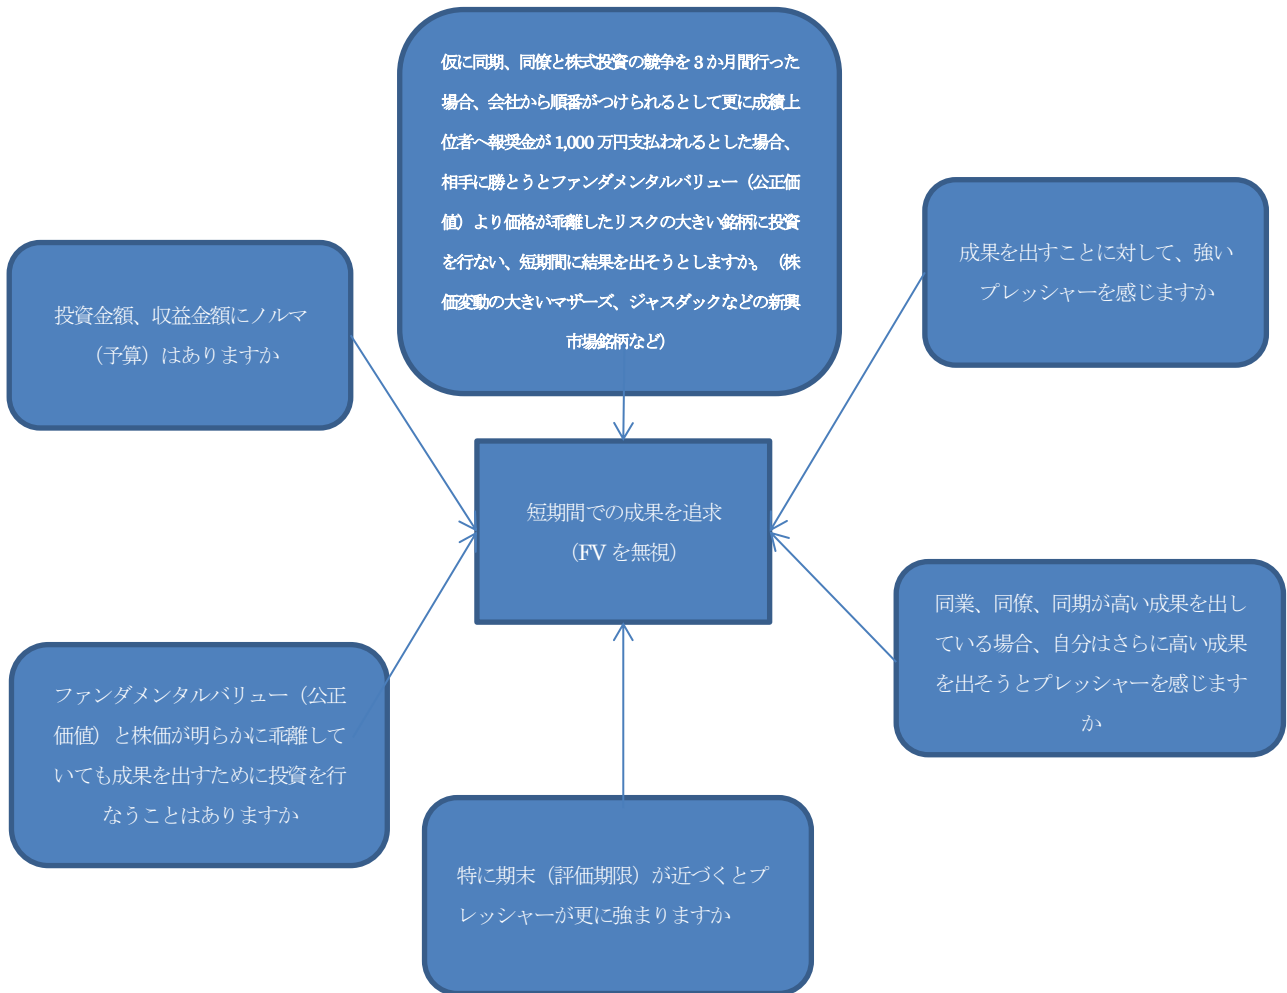 仮に同期、同僚と株式投資の競争を 3 か月間行った
場合、会社から順番がつけられるとして更に成績上
位者へ報奨金が 1,000 万円支払われるとした場合、
相手に勝とうとファンダメンタルバリュー（公正価
値）より価格が乖離したリスクの大きい銘柄に投資
を行ない、短期間に結果を出そうとしますか。（株
価変動の大きいマザーズ、ジャスダックなどの新興
市場銘柄など）
投資金額、収益金額にノルマ
（予算）はありますか
成果を出すことに対して、強い
プレッシャーを感じますか
短期間での成果を追求
（FV を無視）
ファンダメンタルバリュー（公正
価値）と株価が明らかに乖離して
いても成果を出すために投資を行
なうことはありますか
同業、同僚、同期が高い成果を出し
ている場合、自分はさらに高い成果
を出そうとプレッシャーを感じます
か
特に期末（評価期限）が近づくとプ
レッシャーが更に強まりますか